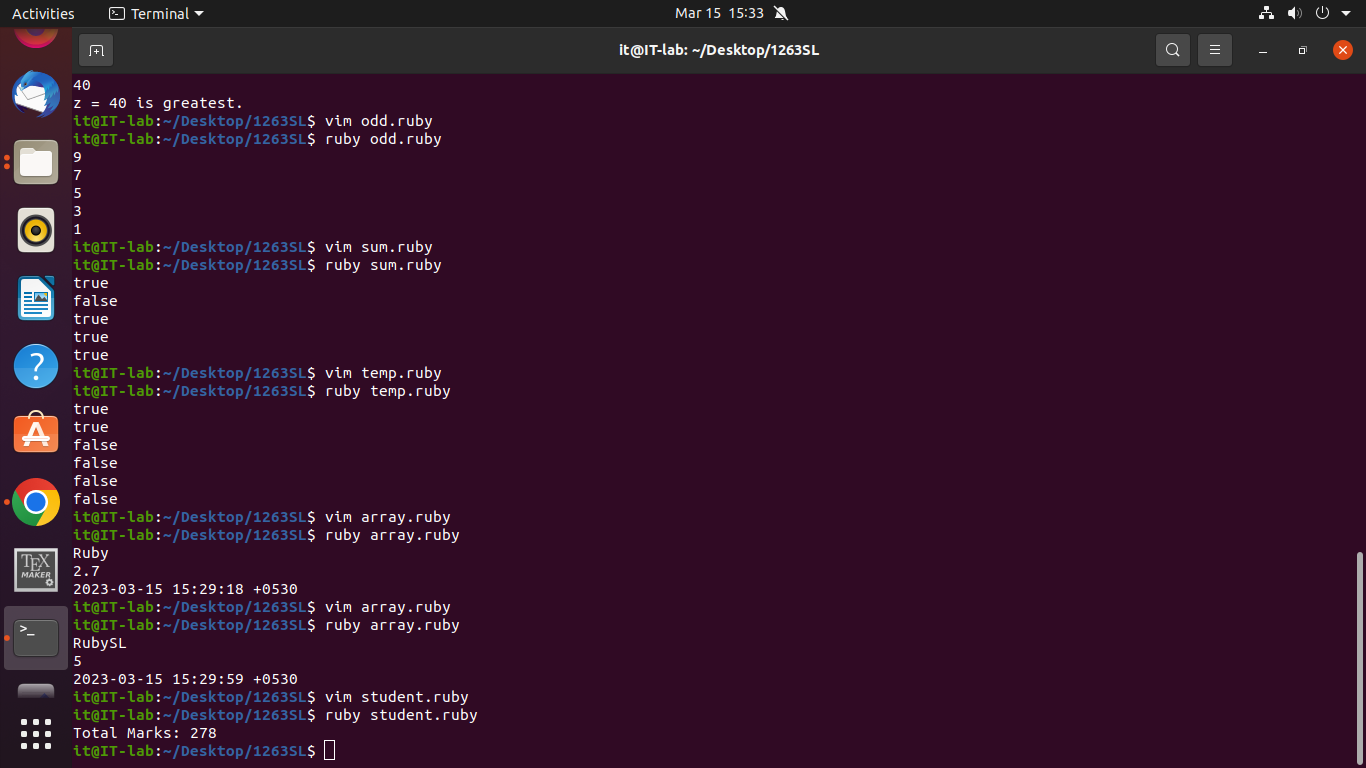 Activities
Terminal
Mar 15 15:33
it@IT-lab: ~/Desktop/1263SL
40
z = 40 is greatest.
it@IT-lab:~/Desktop/1263SL$ vim odd.ruby
it@IT-lab:~/Desktop/1263SL$ ruby odd.ruby
9
7
5
3
1
it@IT-lab:~/Desktop/1263SL$ vim sum.ruby
it@IT-lab:~/Desktop/1263SL$ ruby sum.ruby
true
false
true
true
true
it@IT-lab:~/Desktop/1263SL$ vim temp.ruby
it@IT-lab:~/Desktop/1263SL$ ruby temp.ruby
true
true
false
false
false
false
it@IT-lab:~/Desktop/1263SL$ vim array.ruby
it@IT-lab:~/Desktop/1263SL$ ruby array.ruby
Ruby
2.7
2023-03-15 15:29:18 +0530
it@IT-lab:~/Desktop/1263SL$ vim array.ruby
it@IT-lab:~/Desktop/1263SL$ ruby array.ruby
RubySL
5
2023-03-15 15:29:59 +0530
it@IT-lab:~/Desktop/1263SL$ vim student.ruby
it@IT-lab:~/Desktop/1263SL$ ruby student.ruby
Total Marks: 278
it@IT-lab:~/Desktop/1263SL$
?
TEX
MAKER
>_